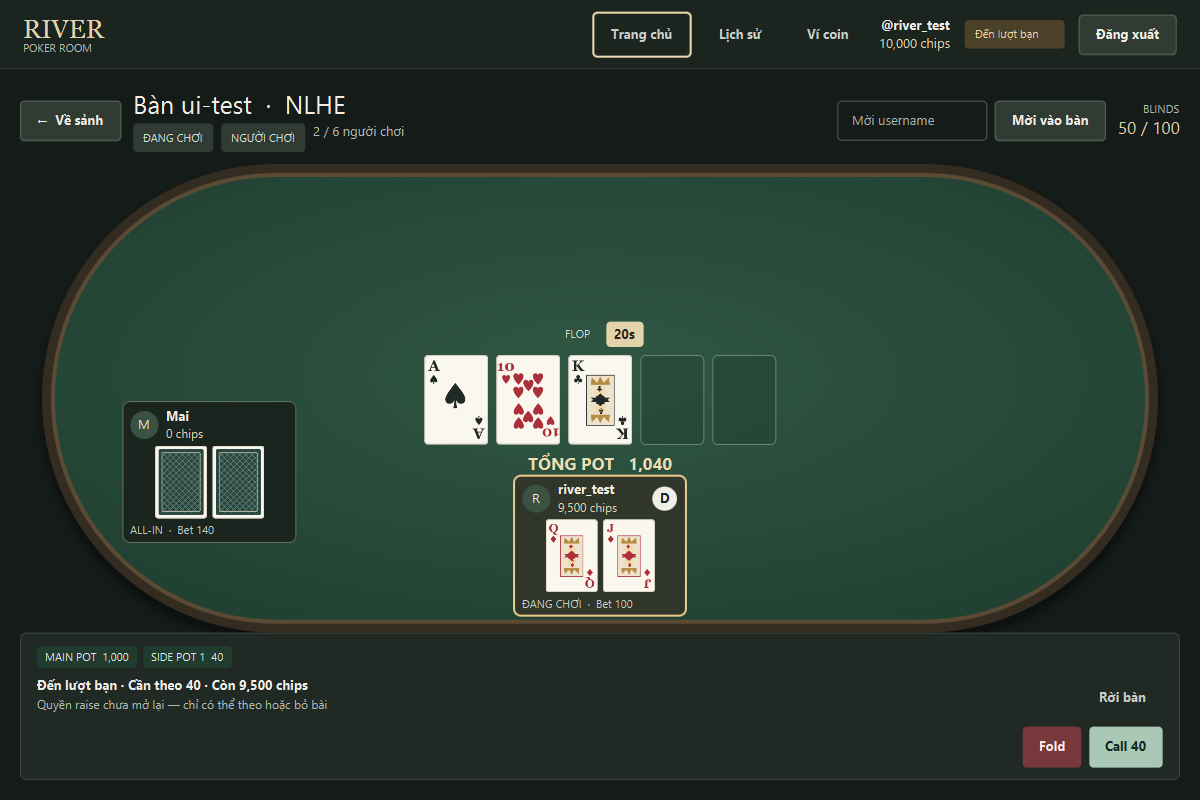 RIVER
POKER ROOM
Trang chủ
Lịch sử
Ví coin
@river_test
10,000 chips
Đến lượt bạn
Đăng xuất
← Về sảnh
Bàn ui-test · NLHE
ĐANG CHƠI
NGƯỜI CHƠI
2 / 6 người chơi
Mời username
Mời vào bàn
BLINDS
50 / 100
FLOP
20s
A
A
10
10
K
K
TỔNG POT 1,040
M
Mai
0 chips
ALL-IN · Bet 140
R
river_test
9,500 chips
D
Q
Q
J
J
ĐANG CHƠI · Bet 100
MAIN POT 1,000
SIDE POT 1 40
Đến lượt bạn · Cần theo 40 · Còn 9,500 chips
Quyền raise chưa mở lại — chỉ có thể theo hoặc bỏ bài
Rời bàn
Fold
Call 40